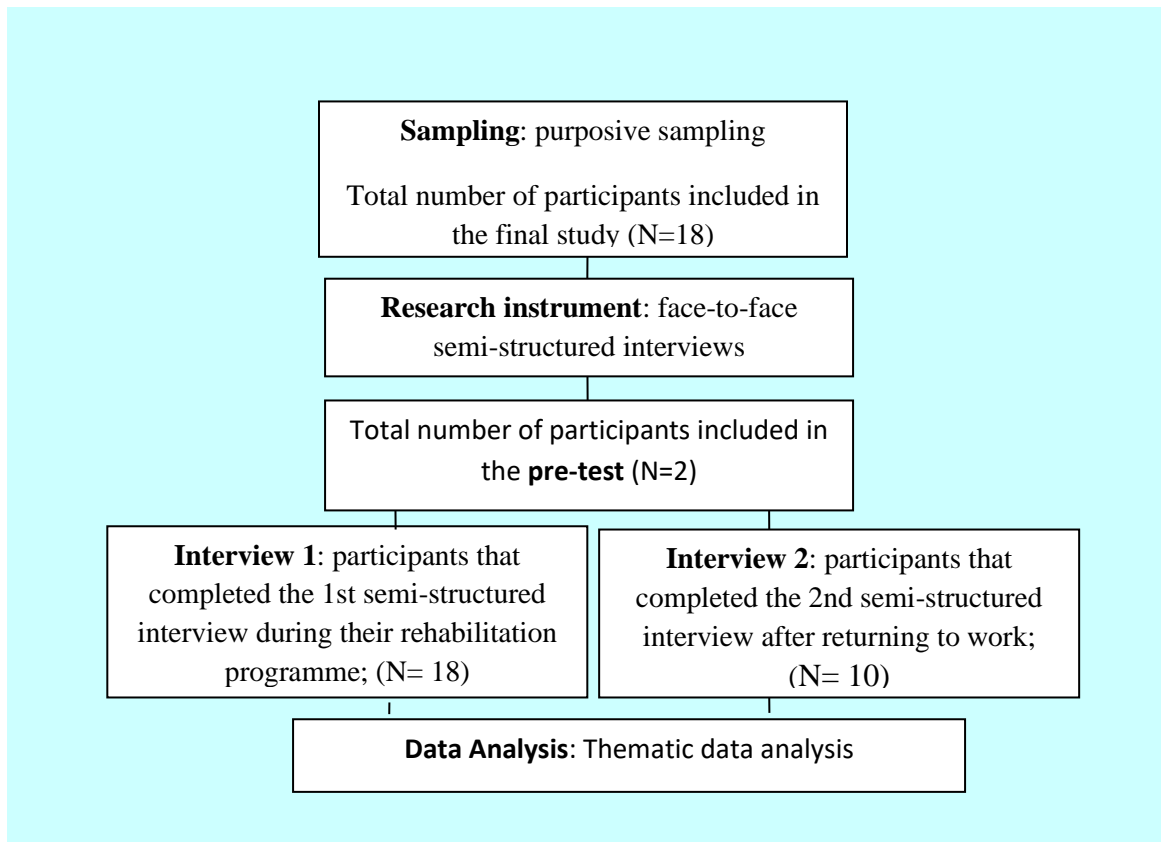 Sampling: purposive sampling
Total number of participants included in
the final study (N=18)
Research instrument: face-to-face
semi-structured interviews
Total number of participants included in
the pre-test (N=2)
Interview 1: participants that
completed the 1st semi-structured
interview during their rehabilitation
programme; (N= 18)
Interview 2: participants that
completed the 2nd semi-structured
interview after returning to work;
(N= 10)
Data Analysis: Thematic data analysis